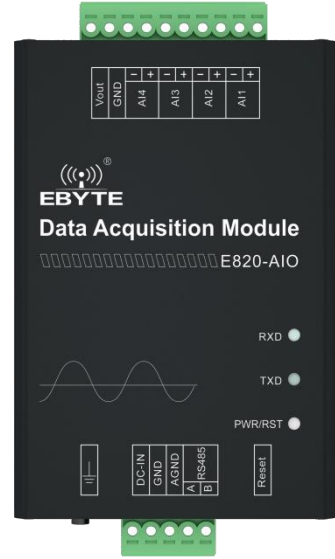 Vout
GND
- + - + - + - +
AI4
AI3
AI2
AI1
®
EBYTE
Data Acquisition Module
E820-AIO
RXD
TXD
PWR/RST
DC-IN
GND
AGND
A
B
RS485
Reset